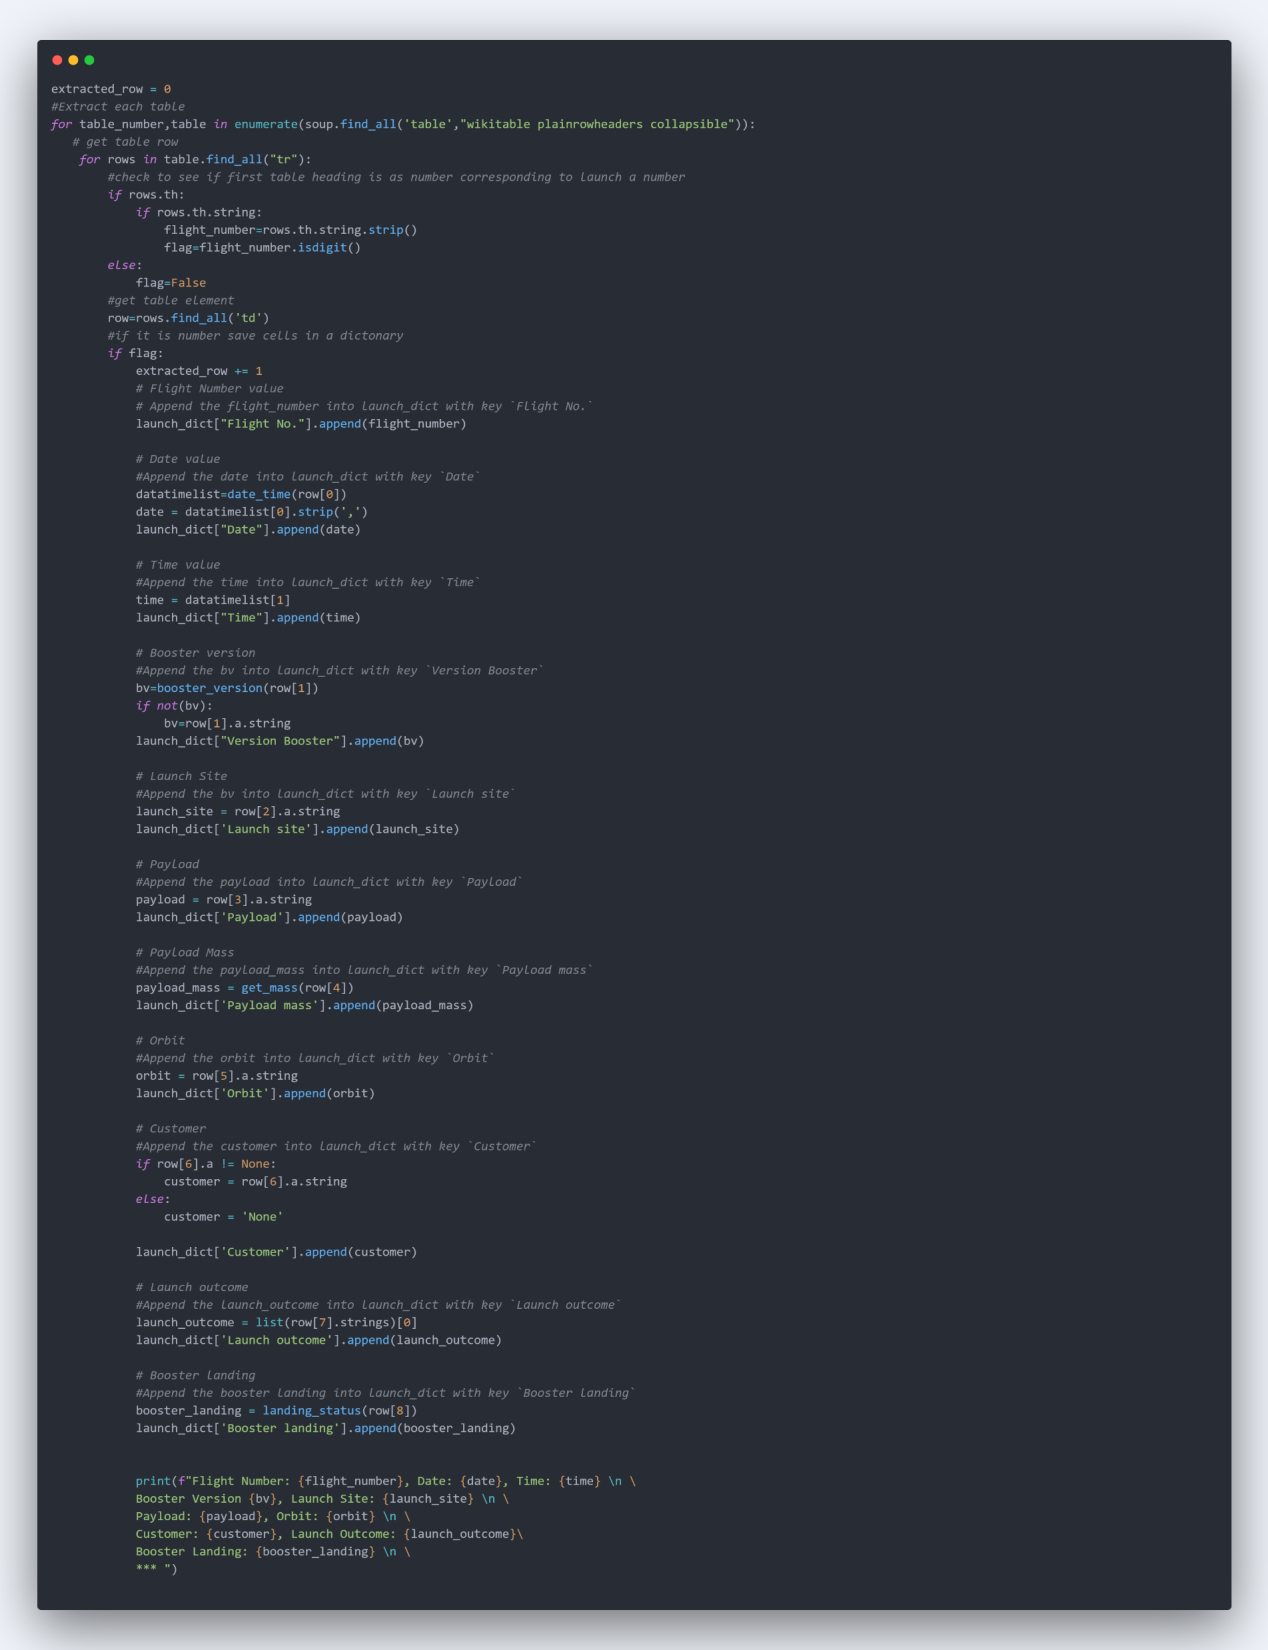 extracted_row = 0
#Extract each table
for table_number,table in enumerate(soup.find_all('table',"wikitable plainrowheaders collapsible")):
   # get table row
    for rows in table.find_all("tr"):
        #check to see if first table heading is as number corresponding to launch a number
        if rows.th:
            if rows.th.string:
                flight_number=rows.th.string.strip()
                flag=flight_number.isdigit()
        else:
            flag=False
        #get table element
        row=rows.find_all('td')
        #if it is number save cells in a dictonary
        if flag:
            extracted_row += 1
            # Flight Number value
            # Append the flight_number into launch_dict with key `Flight No.`
            launch_dict["Flight No."].append(flight_number)

            # Date value
            #Append the date into launch_dict with key `Date`
            datatimelist=date_time(row[0])
            date = datatimelist[0].strip(',')
            launch_dict["Date"].append(date)

            # Time value
            #Append the time into launch_dict with key `Time`
            time = datatimelist[1]
            launch_dict["Time"].append(time)

            # Booster version
            #Append the bv into launch_dict with key `Version Booster`
            bv=booster_version(row[1])
            if not(bv):
                bv=row[1].a.string
            launch_dict["Version Booster"].append(bv)

            # Launch Site
            #Append the bv into launch_dict with key `Launch site`
            launch_site = row[2].a.string
            launch_dict['Launch site'].append(launch_site)

            # Payload
            #Append the payload into launch_dict with key `Payload`
            payload = row[3].a.string
            launch_dict['Payload'].append(payload)

            # Payload Mass
            #Append the payload_mass into launch_dict with key `Payload mass`
            payload_mass = get_mass(row[4])
            launch_dict['Payload mass'].append(payload_mass)

            # Orbit
            #Append the orbit into launch_dict with key `Orbit`
            orbit = row[5].a.string
            launch_dict['Orbit'].append(orbit)

            # Customer
            #Append the customer into launch_dict with key `Customer`
            if row[6].a != None:
                customer = row[6].a.string
            else:
                customer = 'None'

            launch_dict['Customer'].append(customer)

            # Launch outcome
            #Append the launch_outcome into launch_dict with key `Launch outcome`
            launch_outcome = list(row[7].strings)[0]
            launch_dict['Launch outcome'].append(launch_outcome)

            # Booster landing
            #Append the booster landing into launch_dict with key `Booster landing`
            booster_landing = landing_status(row[8])
            launch_dict['Booster landing'].append(booster_landing)


            print(f"Flight Number: {flight_number}, Date: {date}, Time: {time} \n \
            Booster Version {bv}, Launch Site: {launch_site} \n \
            Payload: {payload}, Orbit: {orbit} \n \
            Customer: {customer}, Launch Outcome: {launch_outcome}\
            Booster Landing: {booster_landing} \n \
            *** ")